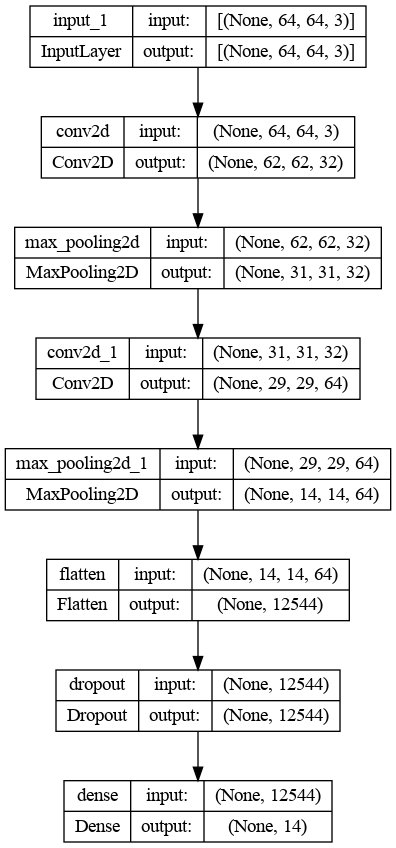 input_1 input: [(None, 64, 64, 3)]
InputLayer output: [(None, 64, 64, 3)]
conv2d input: (None, 64, 64, 3)
Conv2D output: (None, 62, 62, 32)
max_pooling2d input: (None, 62, 62, 32)
MaxPooling2D output: (None, 31, 31, 32)
conv2d_1 input: (None, 31, 31, 32)
Conv2D output: (None, 29, 29, 64)
max_pooling2d_1 input: (None, 29, 29, 64)
MaxPooling2D output: (None, 14, 14, 64)
flatten input: (None, 14, 14, 64)
Flatten output: (None, 12544)
dropout input: (None, 12544)
Dropout output: (None, 12544)
dense input: (None, 12544)
Dense output: (None, 14)